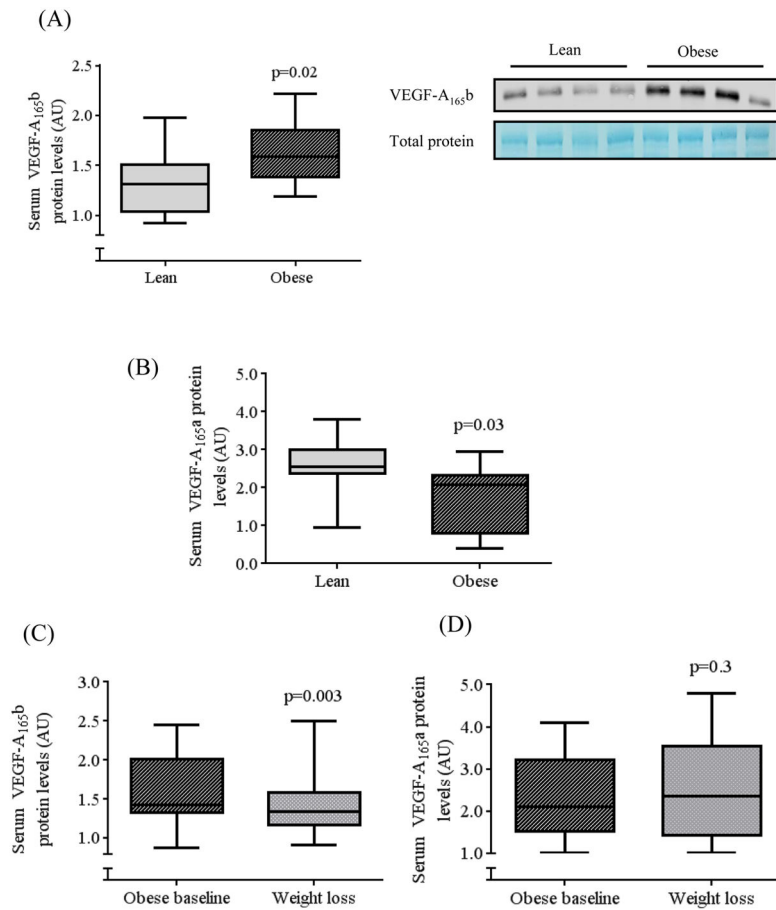 (A)
Serum VEGF-A₁₆₅b
protein levels (AU)
2.5
2.0
1.5
1.0
p=0.02
Lean
Obese
Lean
Obese
VEGF-A₁₆₅b
Total protein
(B)
Serum VEGF-A₁₆₅a protein
levels (AU)
5.0
4.0
3.0
2.0
1.0
0.0
p=0.03
Lean
Obese
(C)
Serum VEGF-A₁₆₅b
protein levels (AU)
3.0
2.5
2.0
1.5
1.0
p=0.003
Obese baseline
Weight loss
(D)
Serum VEGF-A₁₆₅a protein
levels (AU)
5.0
4.0
3.0
2.0
1.0
p=0.3
Obese baseline
Weight loss